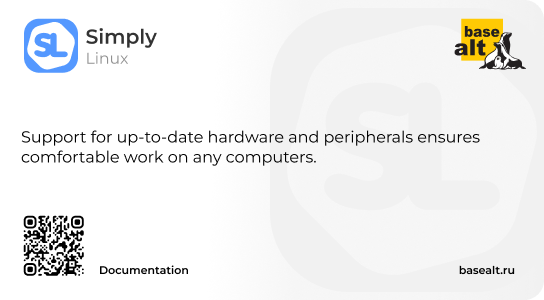 SL
Simply
Linux
base
alt
Support for up-to-date hardware and peripherals ensures
comfortable work on any computers.
SL
Documentation
basealt.ru